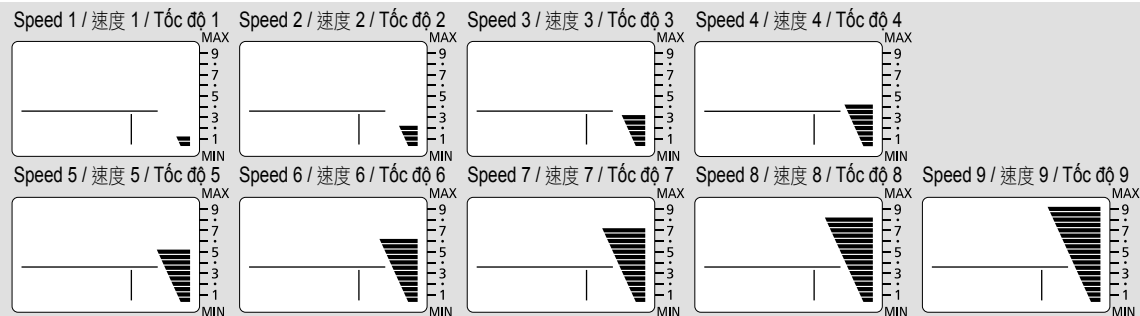 Speed 1 / 速度 1 / Tốc độ 1
MAX
9
7
5
3
1
MIN
Speed 2 / 速度 2 / Tốc độ 2
MAX
9
7
5
3
1
MIN
Speed 3 / 速度 3 / Tốc độ 3
MAX
9
7
5
3
1
MIN
Speed 4 / 速度 4 / Tốc độ 4
MAX
9
7
5
3
1
MIN
Speed 5 / 速度 5 / Tốc độ 5
MAX
9
7
5
3
1
MIN
Speed 6 / 速度 6 / Tốc độ 6
MAX
9
7
5
3
1
MIN
Speed 7 / 速度 7 / Tốc độ 7
MAX
9
7
5
3
1
MIN
Speed 8 / 速度 8 / Tốc độ 8
MAX
9
7
5
3
1
MIN
Speed 9 / 速度 9 / Tốc độ 9
MAX
9
7
5
3
1
MIN